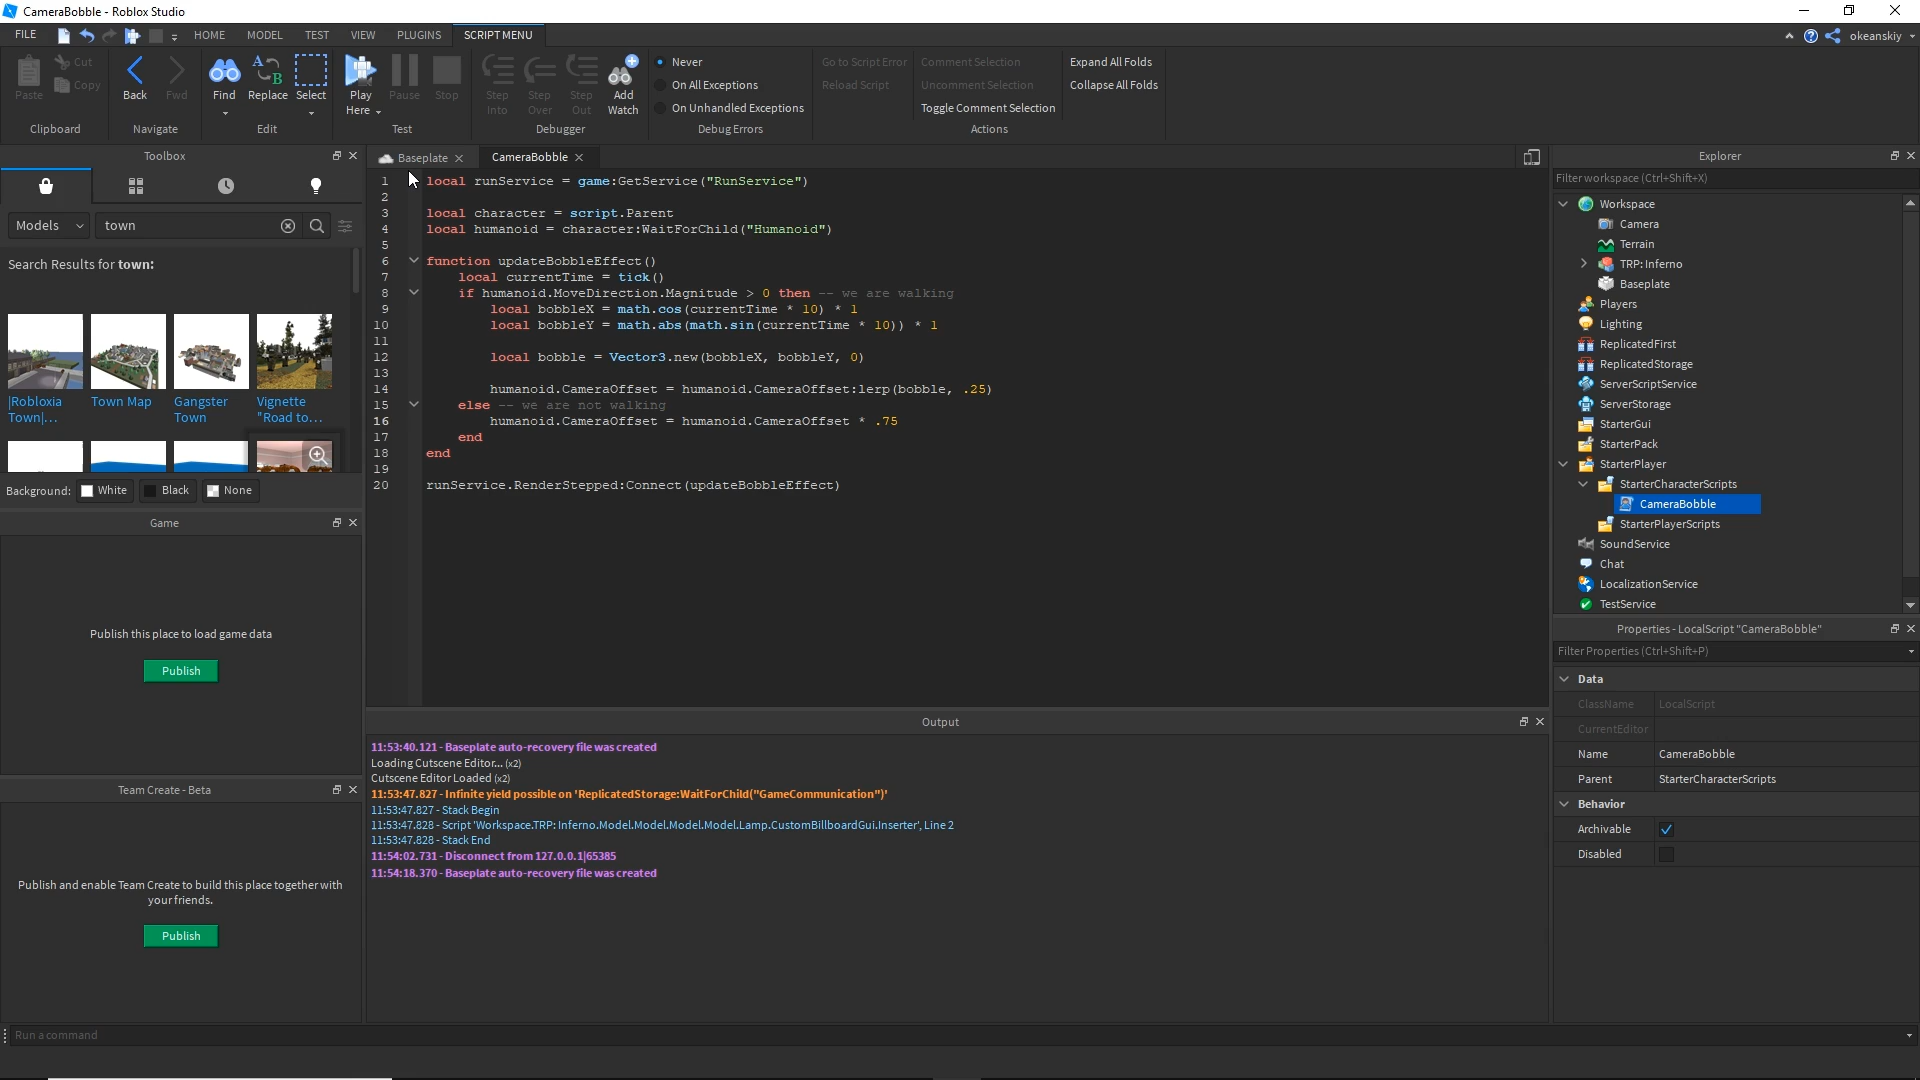 CameraBobble - Roblox Studio
FILE HOME MODEL TEST VIEW PLUGINS SCRIPT MENU okeanskiy
Paste Cut Copy
Clipboard
Back Fwd
Navigate
Find Replace Select
Edit
Play Here Pause Stop
Test
Step Into Step Over Step Out Add Watch
Debugger
Never
On All Exceptions
On Unhandled Exceptions
Debug Errors
Go to Script Error
Reload Script
Comment Selection
Uncomment Selection
Toggle Comment Selection
Expand All Folds
Collapse All Folds
Actions
Toolbox
Models town
Search Results for town:
|Robloxia Town|...
Town Map
Gangster Town
Vignette "Road to...
Background: White Black None
Game
Publish this place to load game data
Publish
Team Create - Beta
Publish and enable Team Create to build this place together with
your friends.
Publish
Baseplate CameraBobble
1 local runService = game:GetService("RunService")
2
3 local character = script.Parent
4 local humanoid = character:WaitForChild("Humanoid")
5
6 function updateBobbleEffect()
7 local currentTime = tick()
8 if humanoid.MoveDirection.Magnitude > 0 then -- we are walking
9 local bobbleX = math.cos(currentTime * 10) * 1
10 local bobbleY = math.abs(math.sin(currentTime * 10)) * 1
11
12 local bobble = Vector3.new(bobbleX, bobbleY, 0)
13
14 humanoid.CameraOffset = humanoid.CameraOffset:lerp(bobble, .25)
15 else -- we are not walking
16 humanoid.CameraOffset = humanoid.CameraOffset * .75
17 end
18 end
19
20 runService.RenderStepped:Connect(updateBobbleEffect)
Output
11:53:40.121 - Baseplate auto-recovery file was created
Loading Cutscene Editor... (x2)
Cutscene Editor Loaded (x2)
11:53:47.827 - Infinite yield possible on 'ReplicatedStorage:WaitForChild("GameCommunication")'
11:53:47.827 - Stack Begin
11:53:47.828 - Script 'Workspace.TRP: Inferno.Model.Model.Model.Model.Lamp.CustomBillboardGui.Inserter', Line 2
11:53:47.828 - Stack End
11:54:02.731 - Disconnect from 127.0.0.1|65385
11:54:18.370 - Baseplate auto-recovery file was created
Explorer
Filter workspace (Ctrl+Shift+X)
Workspace
Camera
Terrain
TRP: Inferno
Baseplate
Players
Lighting
ReplicatedFirst
ReplicatedStorage
ServerScriptService
ServerStorage
StarterGui
StarterPack
StarterPlayer
StarterCharacterScripts
CameraBobble
StarterPlayerScripts
SoundService
Chat
LocalizationService
TestService
Properties - LocalScript "CameraBobble"
Filter Properties (Ctrl+Shift+P)
Data
ClassName LocalScript
CurrentEditor
Name CameraBobble
Parent StarterCharacterScripts
Behavior
Archivable
Disabled
Run a command